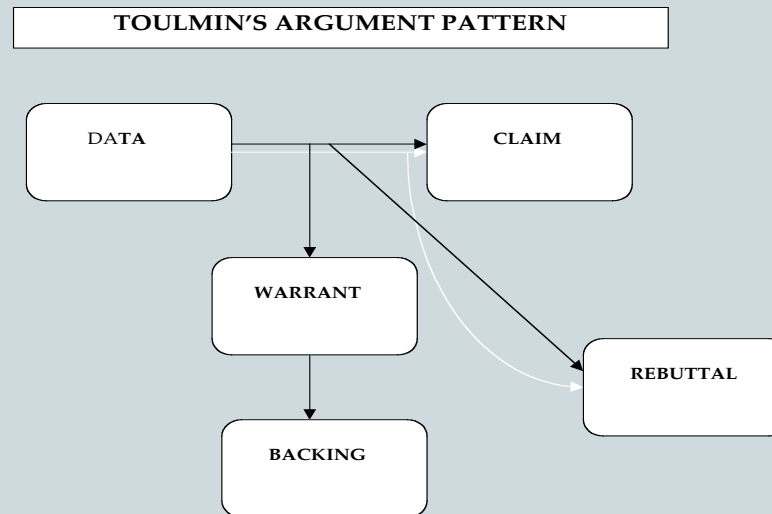 TOULMIN'S ARGUMENT PATTERN
DATA
CLAIM
WARRANT
REBUTTAL
BACKING